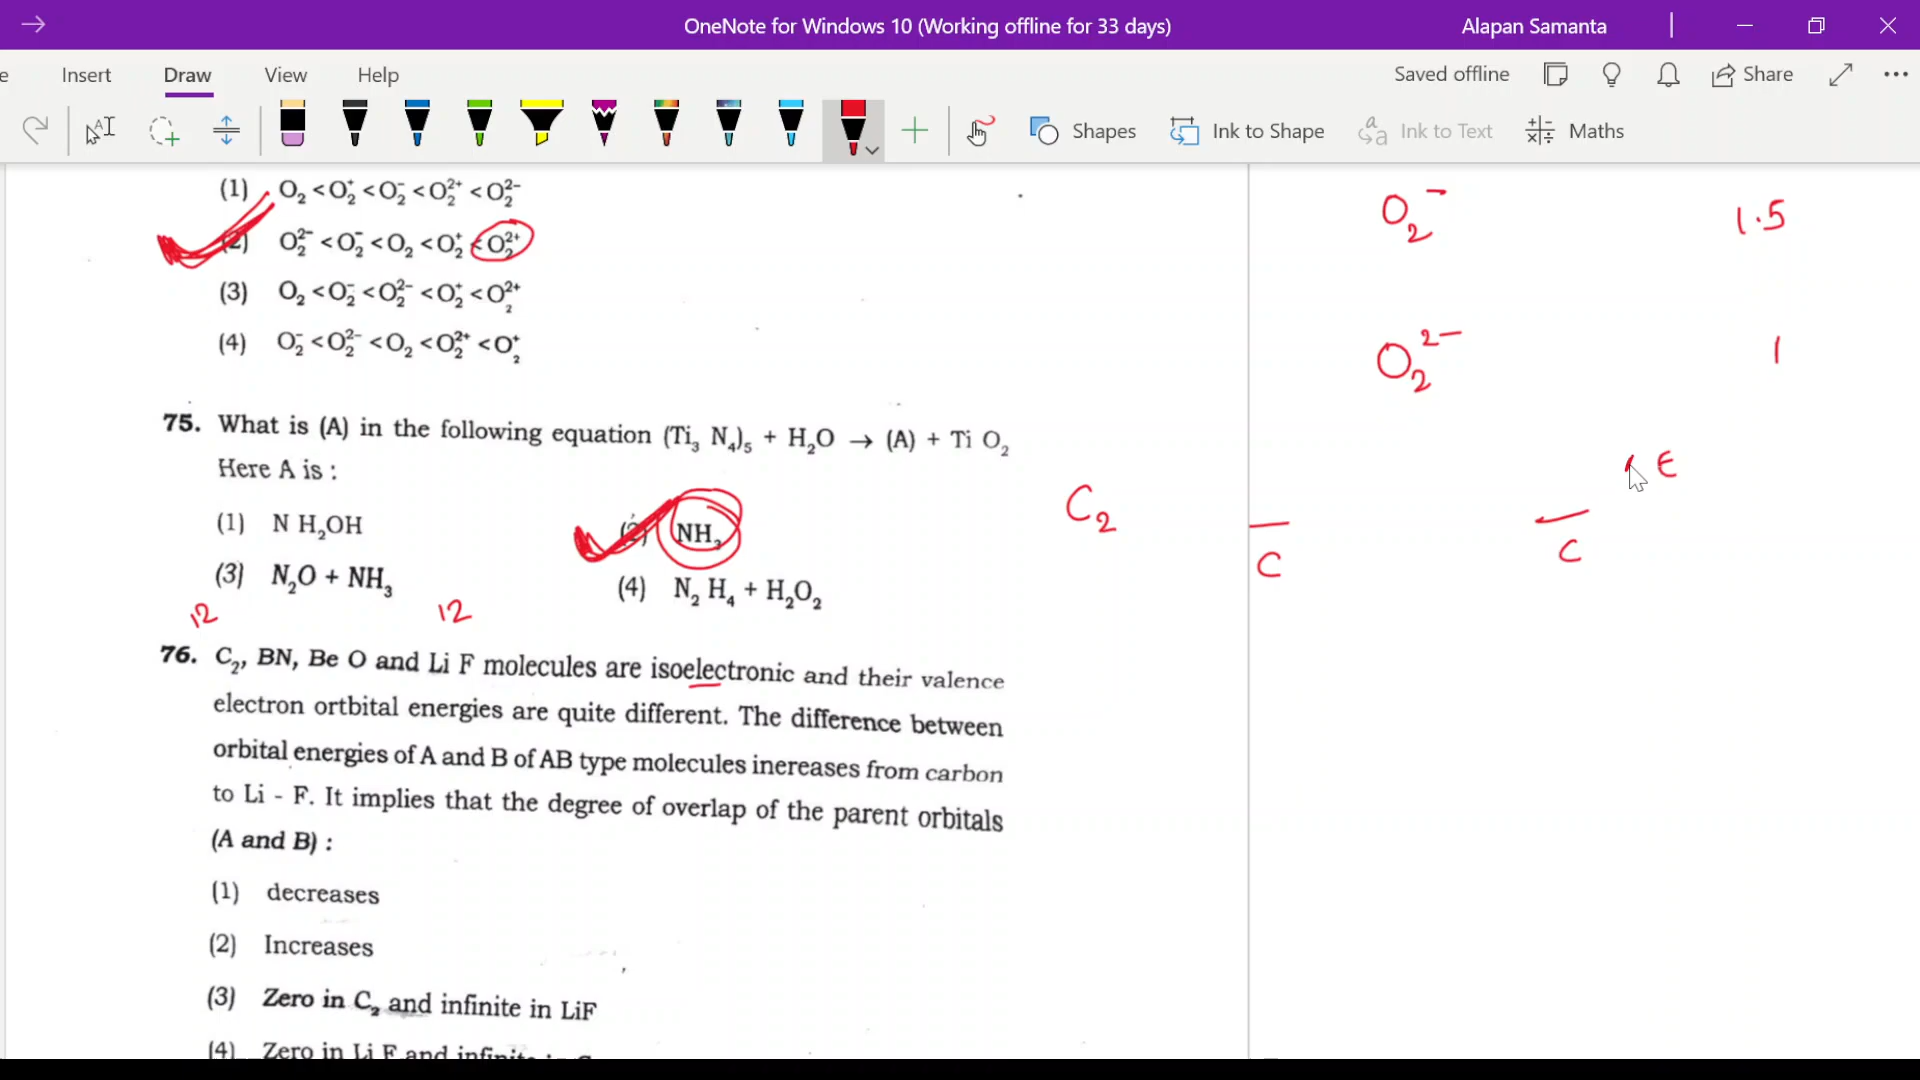 OneNote for Windows 10 (Working offline for 33 days)
Alapan Samanta
e Insert Draw View Help
Saved offline
Share
Shapes
Ink to Shape
Ink to Text
Maths
(1) O₂ < O₂⁺ < O₂⁻ < O₂²⁺ < O₂²⁻
(2) O₂²⁻ < O₂⁻ < O₂ < O₂⁺ < O₂²⁺
(3) O₂ < O₂⁻ < O₂²⁻ < O₂⁺ < O₂²⁺
(4) O₂⁻ < O₂²⁻ < O₂ < O₂²⁺ < O₂⁺
75. What is (A) in the following equation (Ti₃ N₄)₅ + H₂O → (A) + Ti O₂
Here A is :
(1) N H₂OH
(2) NH₃
(3) N₂O + NH₃
(4) N₂ H₄ + H₂O₂
12 12
76. C₂, BN, Be O and Li F molecules are isoelectronic and their valence
electron ortbital energies are quite different. The difference between
orbital energies of A and B of AB type molecules inereases from carbon
to Li - F. It implies that the degree of overlap of the parent orbitals
(A and B) :
(1) decreases
(2) Increases
(3) Zero in C₂ and infinite in LiF
(4) Zero in Li F and infinite in
O₂⁻ 1.5
O₂²⁻ 1
E
C₂
C C